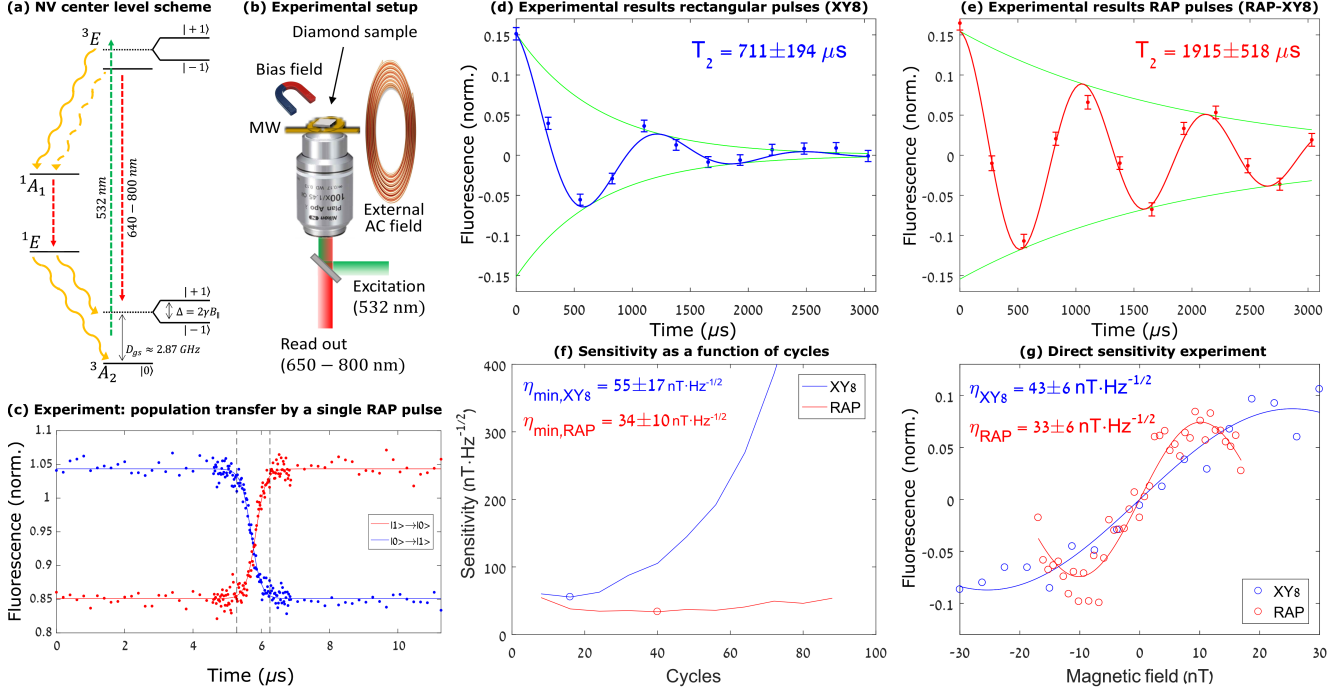 (a) NV center level scheme
³E
|+1⟩
|−1⟩
¹A₁
¹E
532 nm
640 − 800 nm
|+1⟩
Δ = 2γB∥
|−1⟩
D_gs ≈ 2.87 GHz
³A₂
|0⟩
(b) Experimental setup
Diamond sample
Bias field
MW
100X/1.45
Plan Apo
Nikon
External
AC field
Excitation
(532 nm)
Read out
(650 − 800 nm)
(c) Experiment: population transfer by a single RAP pulse
Fluorescence (norm.)
1.1
1.05
1
0.95
0.9
0.85
0.8
|1>→|0>
|0>→|1>
0
2
4
6
8
10
Time (μs)
(d) Experimental results rectangular pulses (XY8)
T₂ = 711±194 μs
Fluorescence (norm.)
0.15
0.1
0.05
0
-0.05
-0.1
-0.15
0
500
1000
1500
2000
2500
3000
Time (μs)
(e) Experimental results RAP pulses (RAP-XY8)
T₂ = 1915±518 μs
Fluorescence (norm.)
0.15
0.1
0.05
0
-0.05
-0.1
-0.15
0
500
1000
1500
2000
2500
3000
Time (μs)
(f) Sensitivity as a function of cycles
η_min,XY8 = 55±17 nT·Hz^-1/2
η_min,RAP = 34±10 nT·Hz^-1/2
XY8
RAP
Sensitivity (nT·Hz^-1/2)
400
300
200
100
0
0
20
40
60
80
100
Cycles
(g) Direct sensitivity experiment
η_XY8 = 43±6 nT·Hz^-1/2
η_RAP = 33±6 nT·Hz^-1/2
Fluorescence (norm.)
0.1
0.05
0
-0.05
-0.1
XY8
RAP
-30
-20
-10
0
10
20
30
Magnetic field (nT)